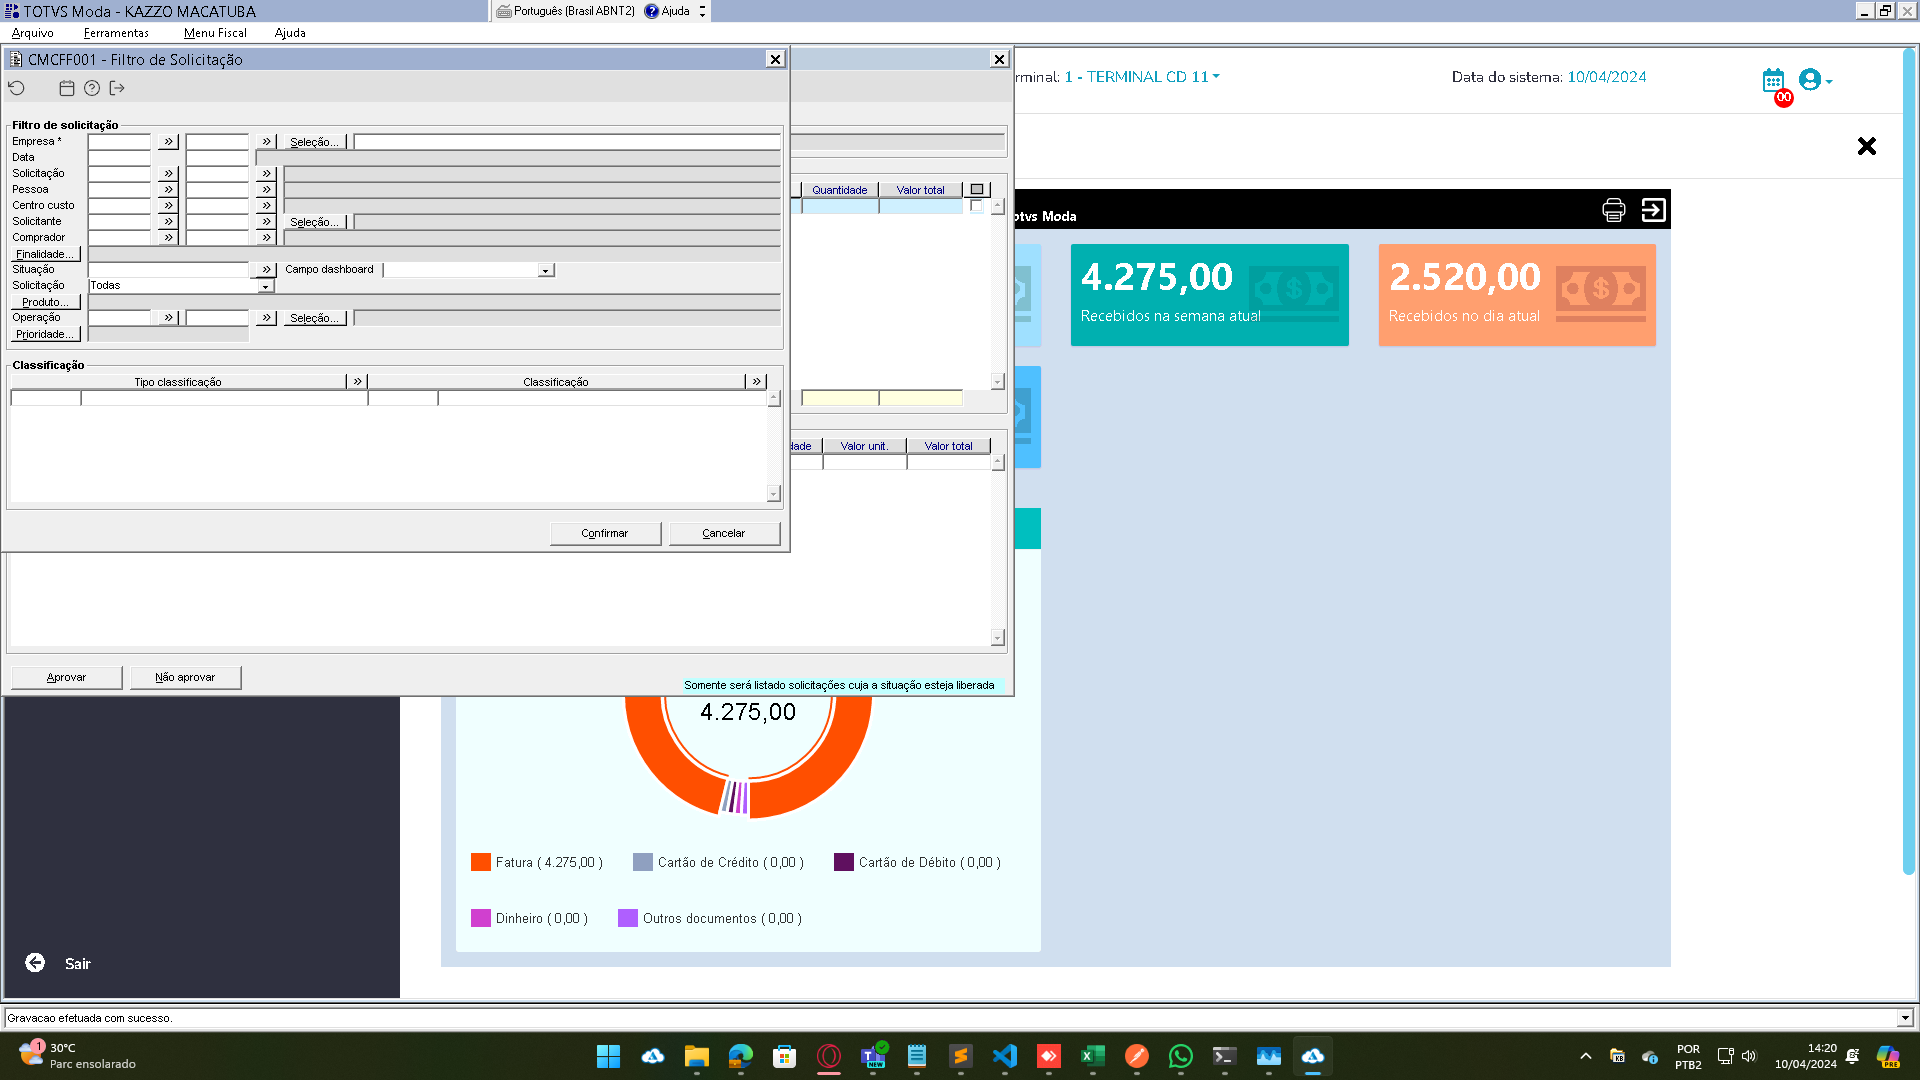 TOTVS Moda - KAZZO MACATUBA
Português (Brasil ABNT2) Ajuda
Arquivo Ferramentas Menu Fiscal Ajuda
CMCFF001 - Filtro de Solicitação
rminal: 1 - TERMINAL CD 11
Data do sistema: 10/04/2024
00
Filtro de solicitação
Empresa * >> >> Seleção...
Data
Solicitação >> >>
Pessoa >> >>
Centro custo >> >>
Solicitante >> >> Seleção...
Comprador >> >>
Finalidade...
Situação >> Campo dashboard
Solicitação Todas
Produto...
Operação >> >> Seleção...
Prioridade...
Quantidade Valor total
otvs Moda
4.275,00
Recebidos na semana atual
2.520,00
Recebidos no dia atual
Classificação
Tipo classificação >> Classificação >>
dade Valor unit. Valor total
Confirmar Cancelar
Aprovar Não aprovar
Somente será listado solicitações cuja a situação esteja liberada
4.275,00
Fatura ( 4.275,00 ) Cartão de Crédito ( 0,00 ) Cartão de Débito ( 0,00 )
Dinheiro ( 0,00 ) Outros documentos ( 0,00 )
Sair
Gravacao efetuada com sucesso.
1
30°C
Parc ensolarado
NEW
POR
PTB2
14:20
10/04/2024
PRE